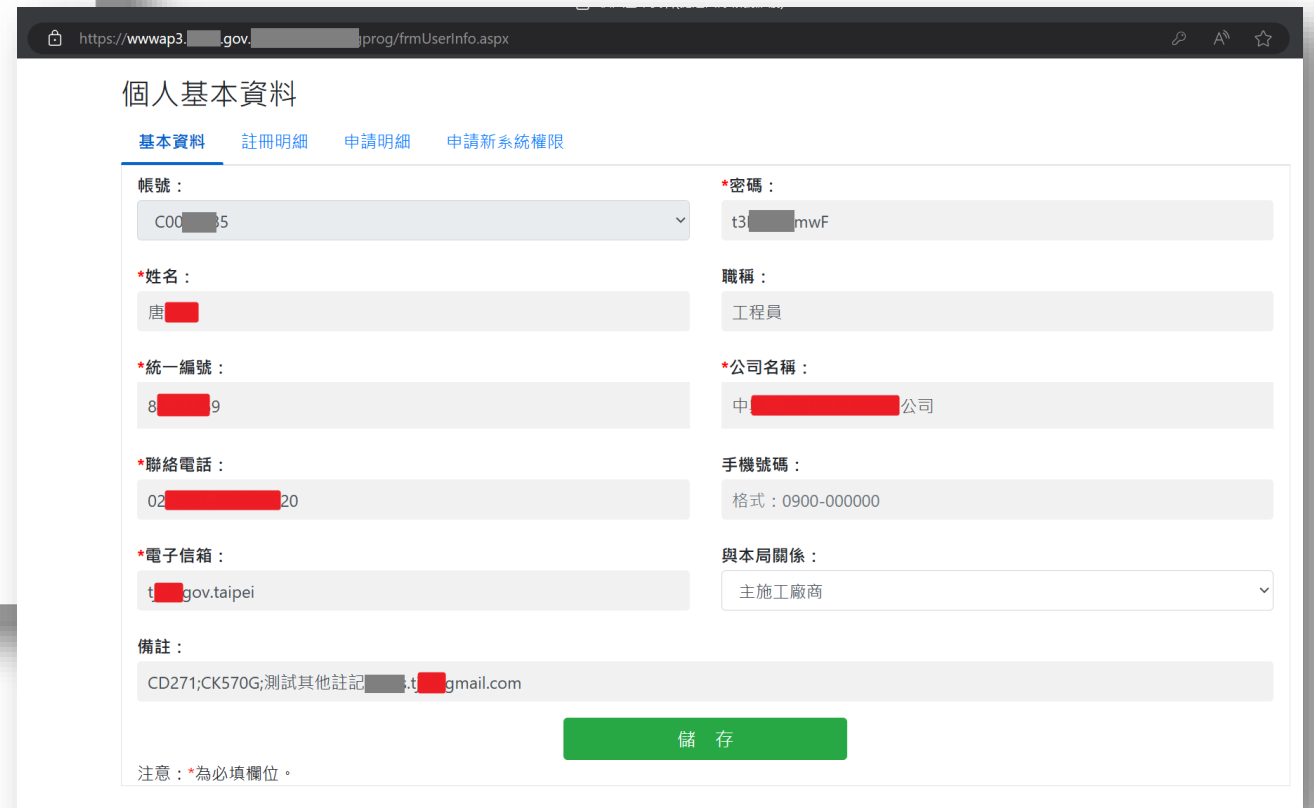 https://wwwap3. .gov. prog/frmUserInfo.aspx
個人基本資料
基本資料 註冊明細 申請明細 申請新系統權限
帳號： *密碼：
C00 35 t3 mwF
*姓名： 職稱：
唐 工程員
*統一編號： *公司名稱：
8 9 中 公司
*聯絡電話： 手機號碼：
02 20 格式：0900-000000
*電子信箱： 與本局關係：
t gov.taipei 主施工廠商
備註：
CD271;CK570G;測試其他註記 .t gmail.com
儲 存
注意：*為必填欄位。